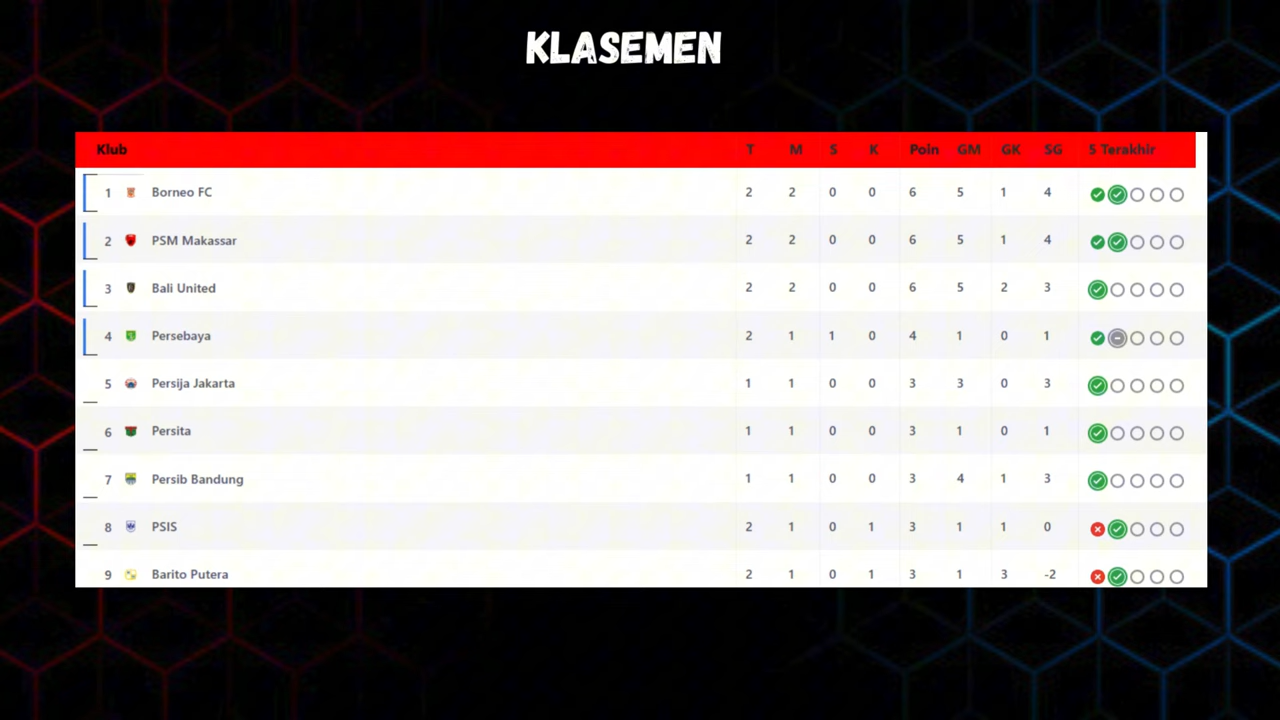 KLASEMEN
Klub T M S K Poin GM GK SG 5 Terakhir
1 Borneo FC 2 2 0 0 6 5 1 4
2 PSM Makassar 2 2 0 0 6 5 1 4
3 Bali United 2 2 0 0 6 5 2 3
4 Persebaya 2 1 1 0 4 1 0 1
5 Persija Jakarta 1 1 0 0 3 3 0 3
6 Persita 1 1 0 0 3 1 0 1
7 Persib Bandung 1 1 0 0 3 4 1 3
8 PSIS 2 1 0 1 3 1 1 0
9 Barito Putera 2 1 0 1 3 1 3 -2